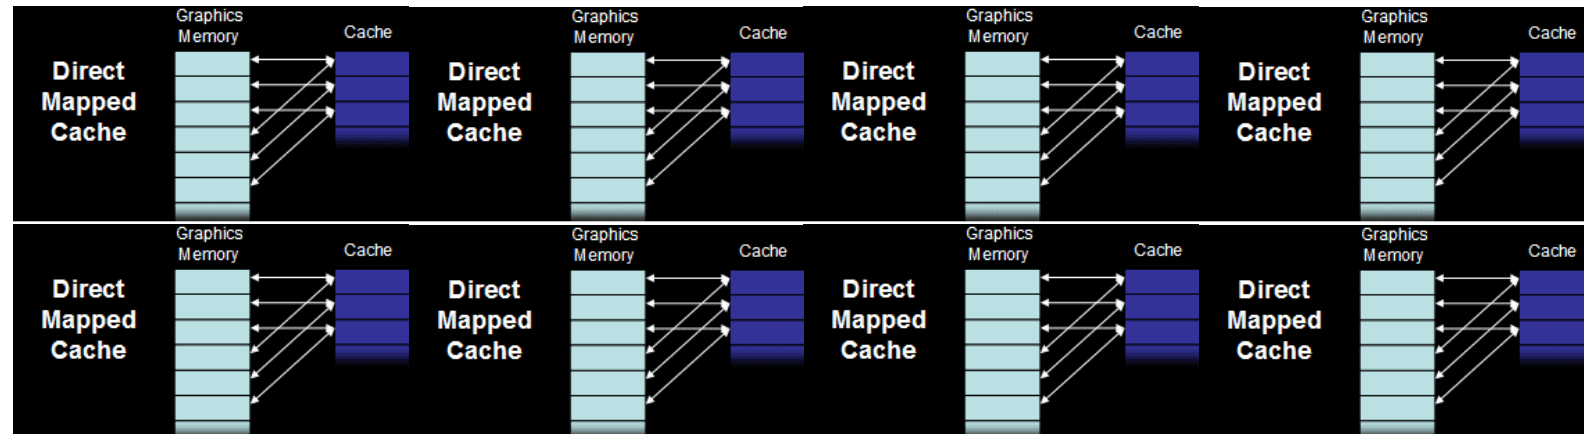 Graphics
Memory
Cache
Direct
Mapped
Cache
Graphics
Memory
Cache
Direct
Mapped
Cache
Graphics
Memory
Cache
Direct
Mapped
Cache
Graphics
Memory
Cache
Direct
Mapped
Cache
Graphics
Memory
Cache
Direct
Mapped
Cache
Graphics
Memory
Cache
Direct
Mapped
Cache
Graphics
Memory
Cache
Direct
Mapped
Cache
Graphics
Memory
Cache
Direct
Mapped
Cache